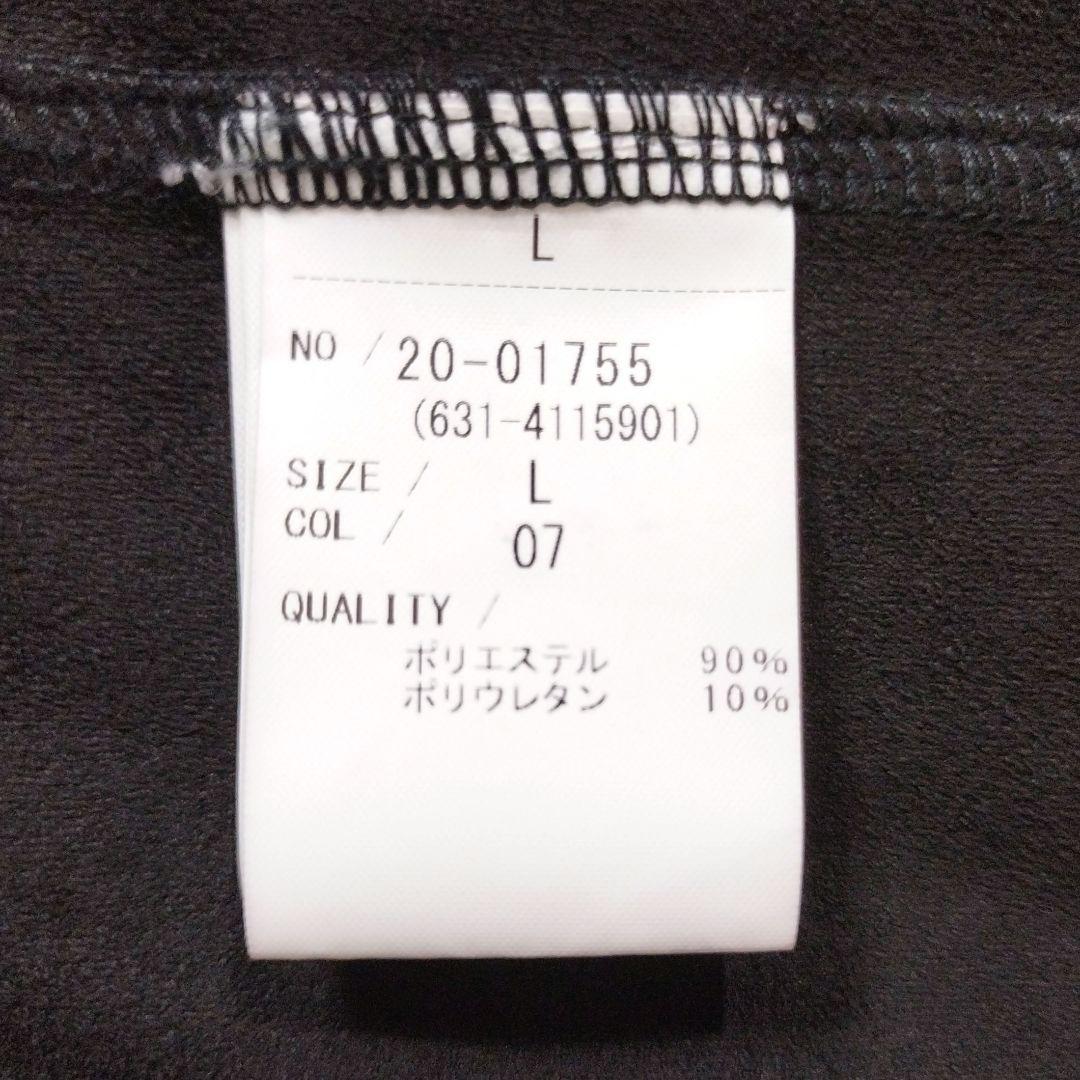 L
NO / 20-01755
(631-4115901)
SIZE / L
COL / 07
QUALITY /
ポリエステル 90%
ポリウレタン 10%